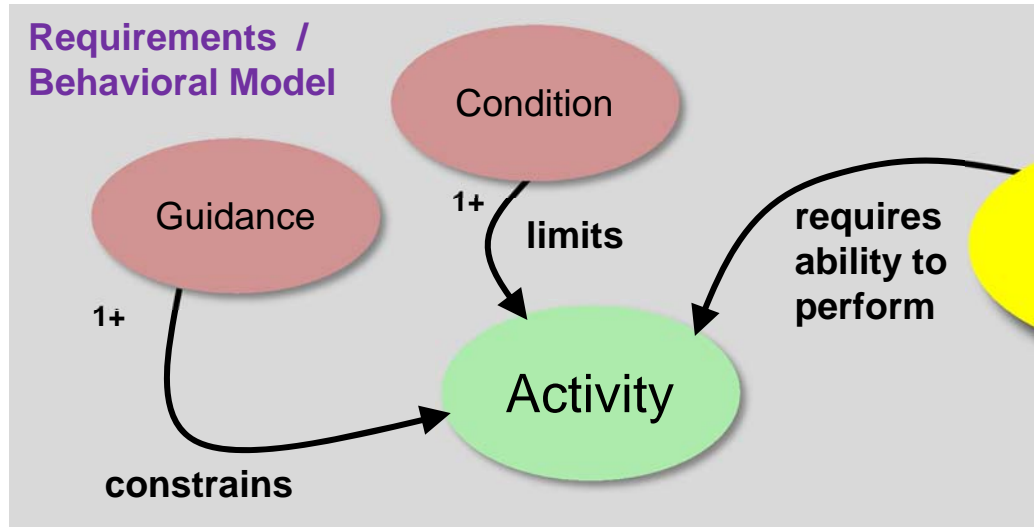 Requirements /
Behavioral Model
Condition
1+
limits
Guidance
1+
constrains
Activity
requires
ability to
perform